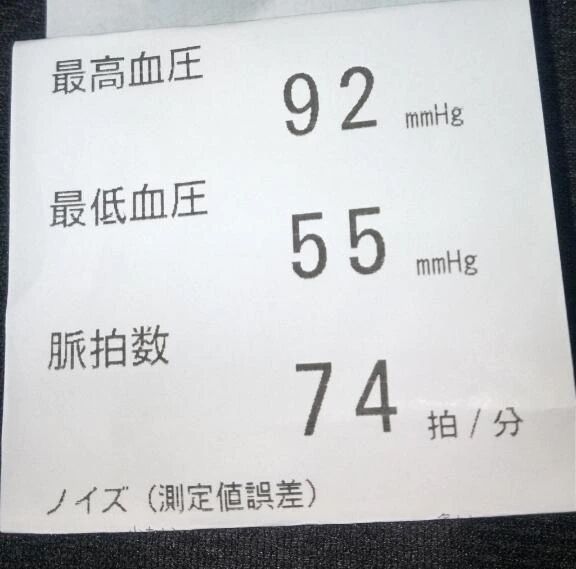 最高血圧 92 mmHg
最低血圧 55 mmHg
脈拍数 74 拍/分
ノイズ(測定値誤差)